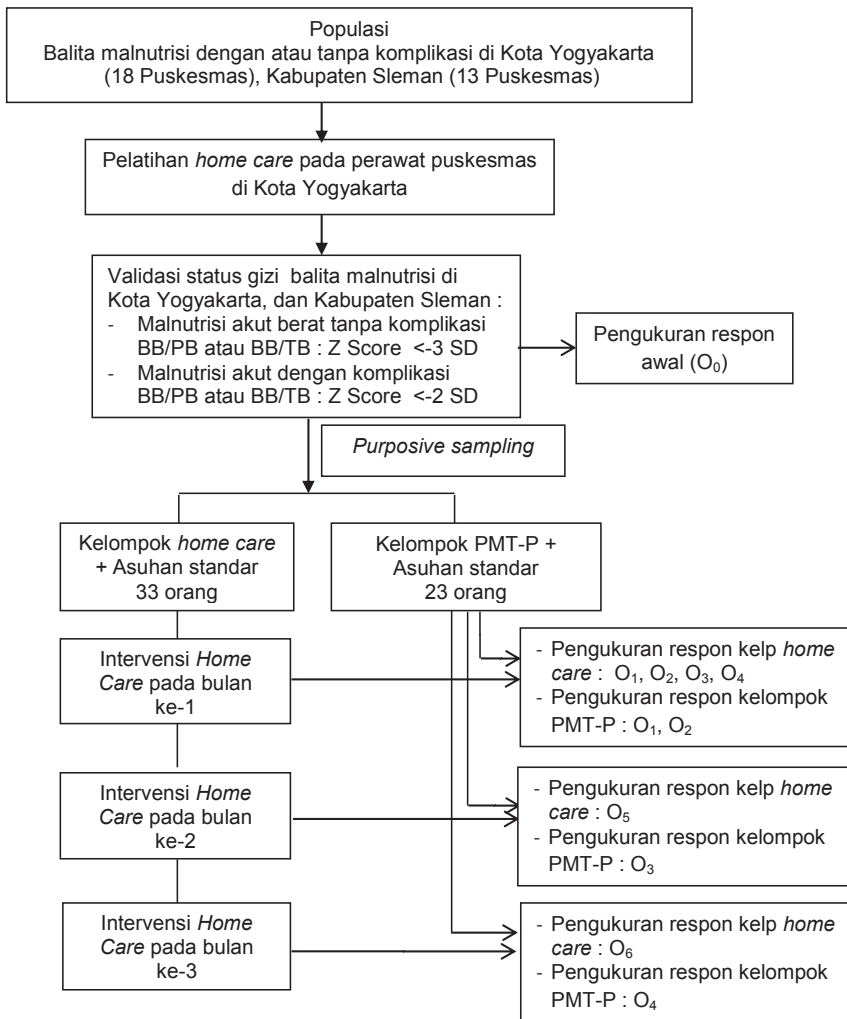 Populasi
Balita malnutrisi dengan atau tanpa komplikasi di Kota Yogyakarta
(18 Puskesmas), Kabupaten Sleman (13 Puskesmas)
Pelatihan home care pada perawat puskesmas
di Kota Yogyakarta
Validasi status gizi balita malnutrisi di
Kota Yogyakarta, dan Kabupaten Sleman :
- Malnutrisi akut berat tanpa komplikasi
BB/PB atau BB/TB : Z Score <-3 SD
- Malnutrisi akut dengan komplikasi
BB/PB atau BB/TB : Z Score <-2 SD
Pengukuran respon
awal (O₀)
Purposive sampling
Kelompok home care
+ Asuhan standar
33 orang
Kelompok PMT-P +
Asuhan standar
23 orang
Intervensi Home
Care pada bulan
ke-1
- Pengukuran respon kelp home
care : O₁, O₂, O₃, O₄
- Pengukuran respon kelompok
PMT-P : O₁, O₂
Intervensi Home
Care pada bulan
ke-2
- Pengukuran respon kelp home
care : O₅
- Pengukuran respon kelompok
PMT-P : O₃
Intervensi Home
Care pada bulan
ke-3
- Pengukuran respon kelp home
care : O₆
- Pengukuran respon kelompok
PMT-P : O₄